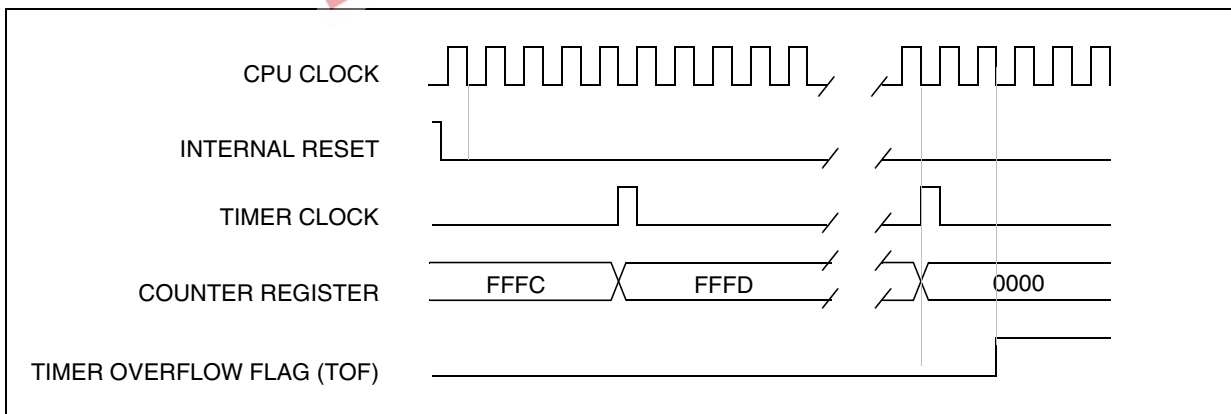 CPU CLOCK
INTERNAL RESET
TIMER CLOCK
COUNTER REGISTER FFFC FFFD 0000
TIMER OVERFLOW FLAG (TOF)